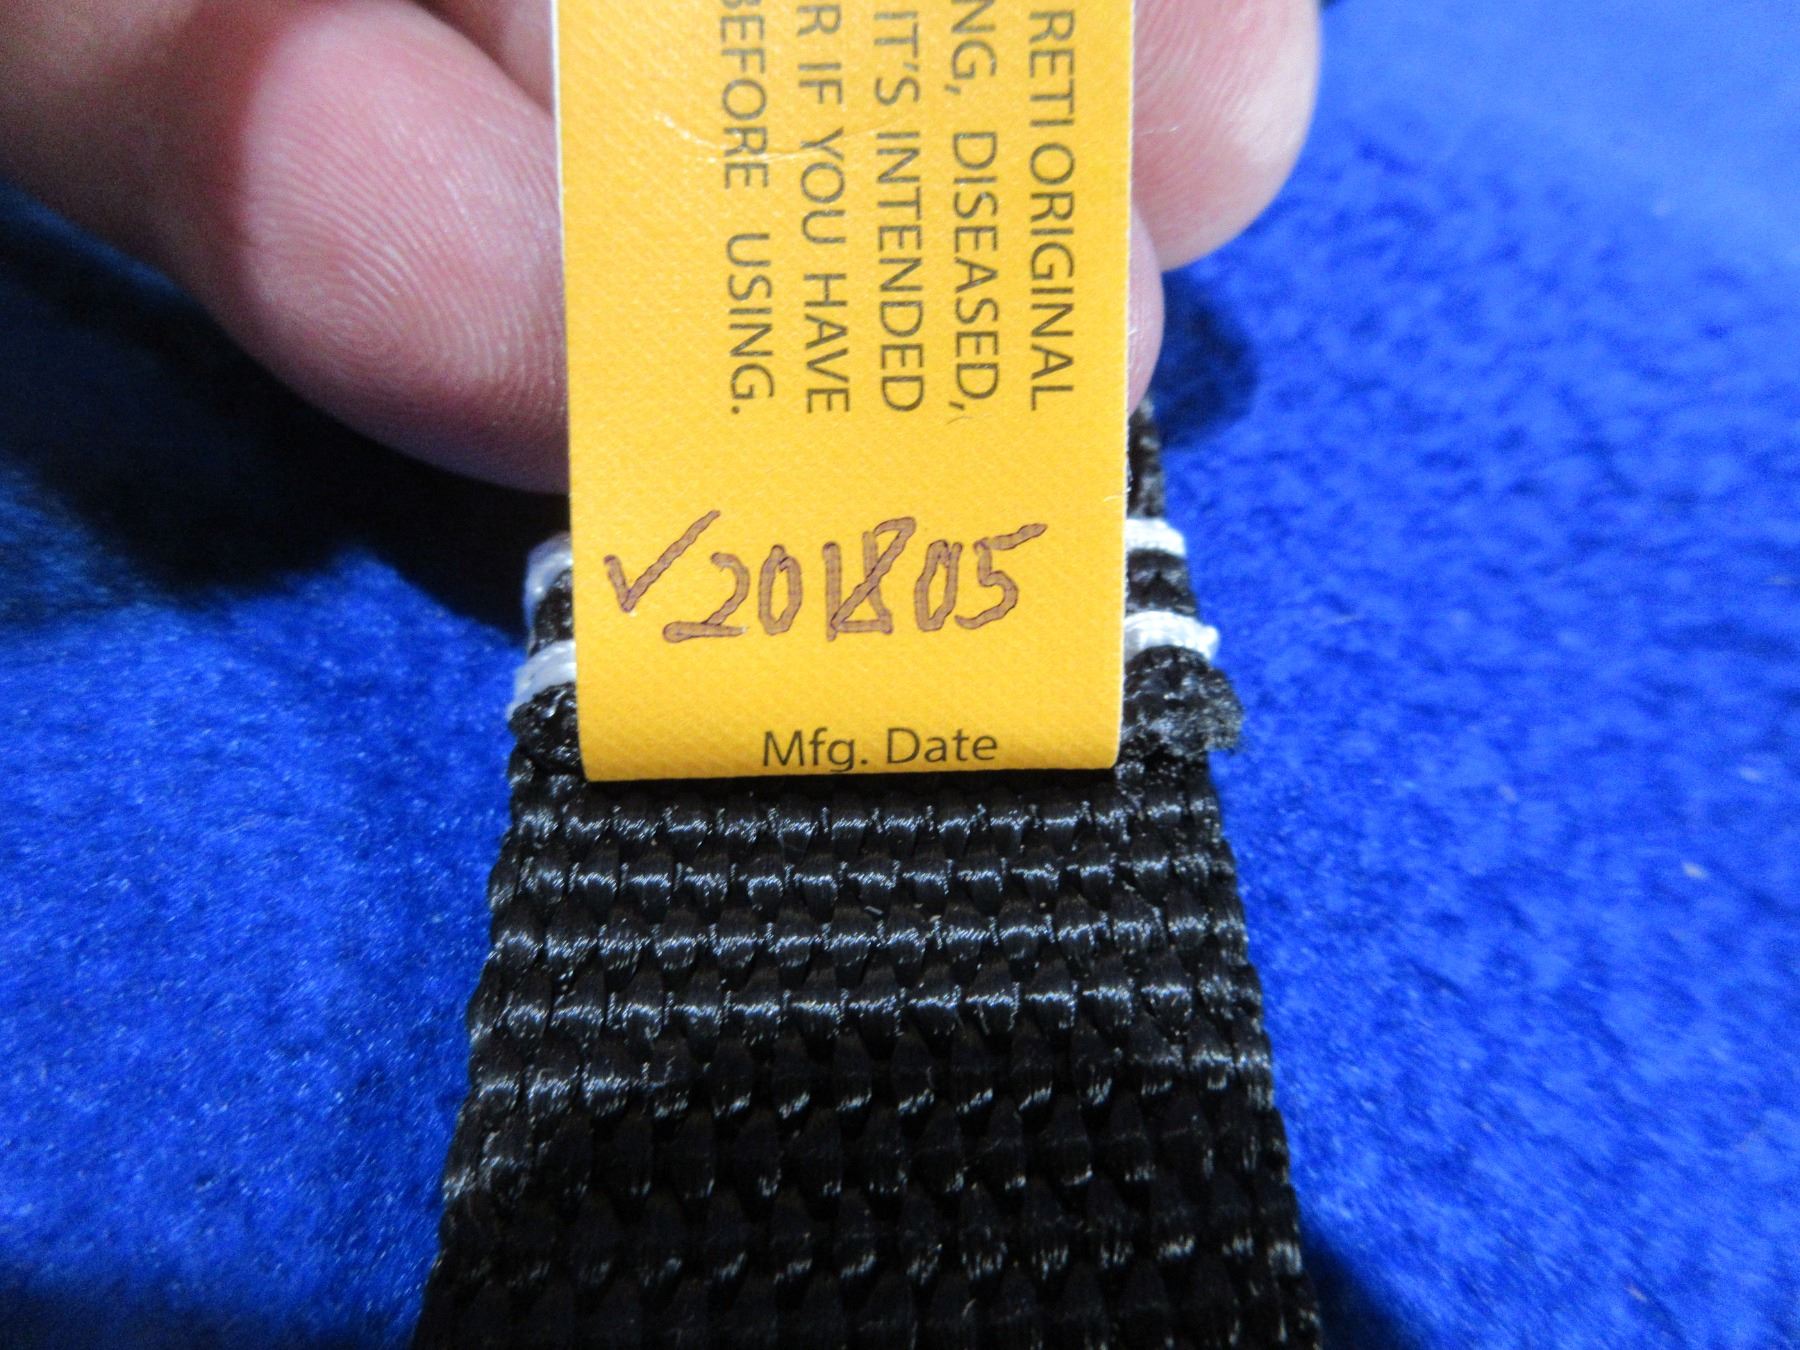 RETI ORIGINAL
NG, DISEASED,
IT'S INTENDED
R IF YOU HAVE
BEFORE USING.
✓201805
Mfg. Date